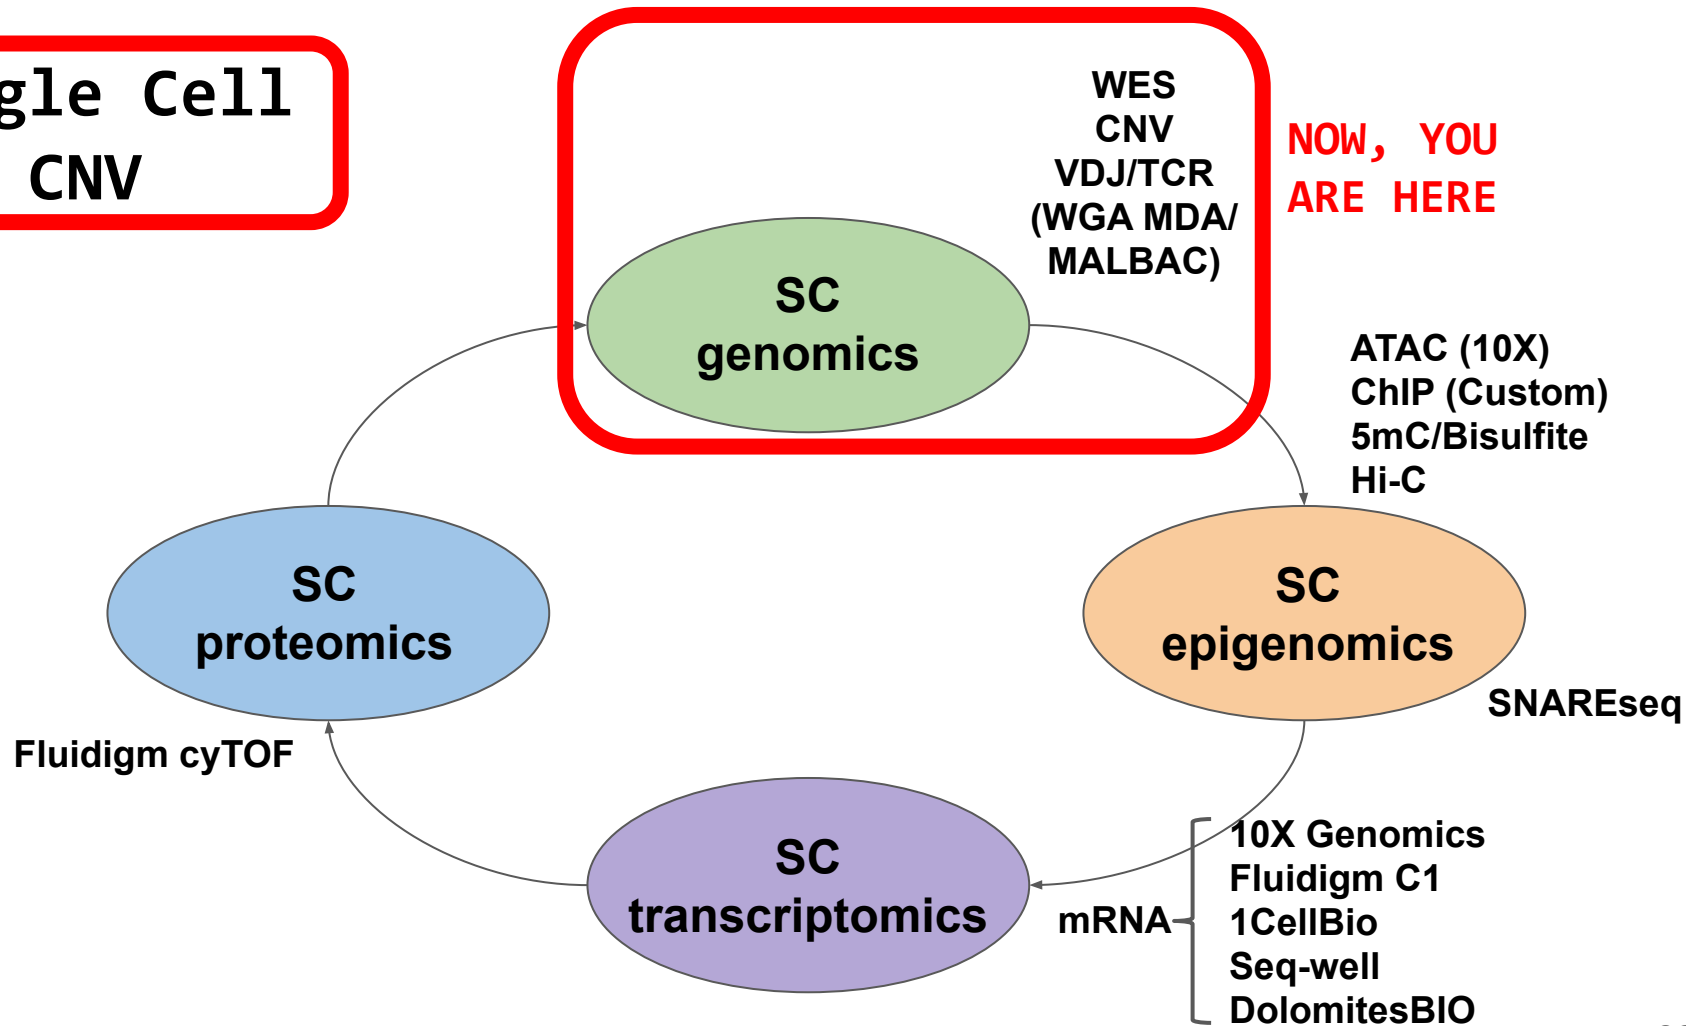 gle Cell
CNV
WES
CNV
VDJ/TCR
(WGA MDA/
MALBAC)
NOW, YOU
ARE HERE
SC
genomics
ATAC (10X)
ChIP (Custom)
5mC/Bisulfite
Hi-C
SC
proteomics
SC
epigenomics
SNAREseq
Fluidigm cyTOF
SC
transcriptomics
mRNA
10X Genomics
Fluidigm C1
1CellBio
Seq-well
DolomitesBIO